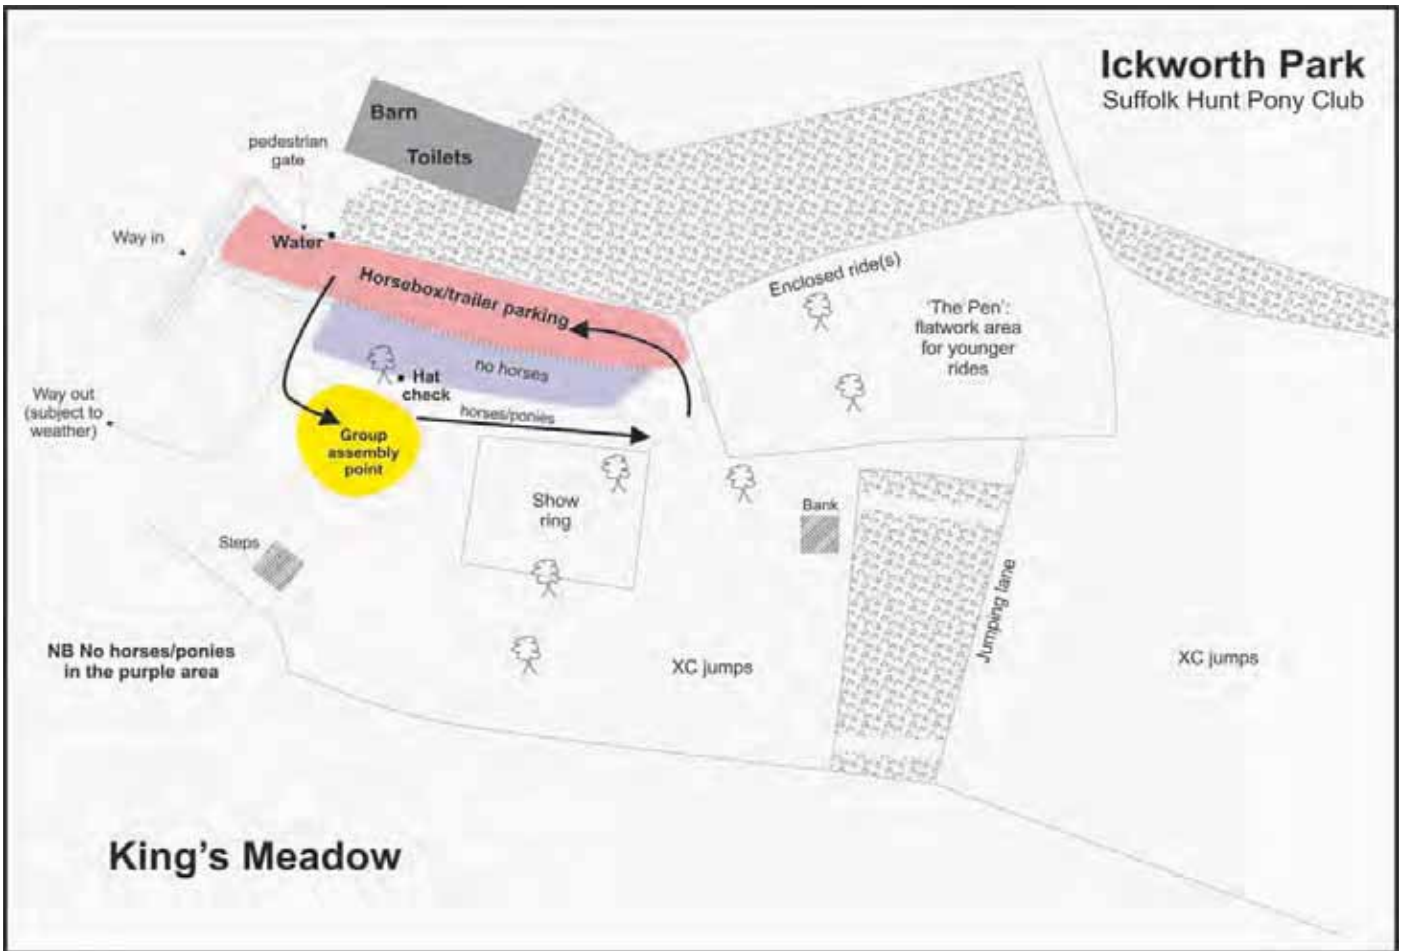 Ickworth Park
Suffolk Hunt Pony Club
Barn
Toilets
pedestrian
gate
Way in
Water
Horsebox/trailer parking
Enclosed ride(s)
'The Pen':
flatwork area
for younger
rides
no horses
Hat
check
Way out
(subject to
weather)
horses/ponies
Group
assembly
point
Show
ring
Bank
Steps
Jumping lane
NB No horses/ponies
in the purple area
XC jumps
XC jumps
King's Meadow